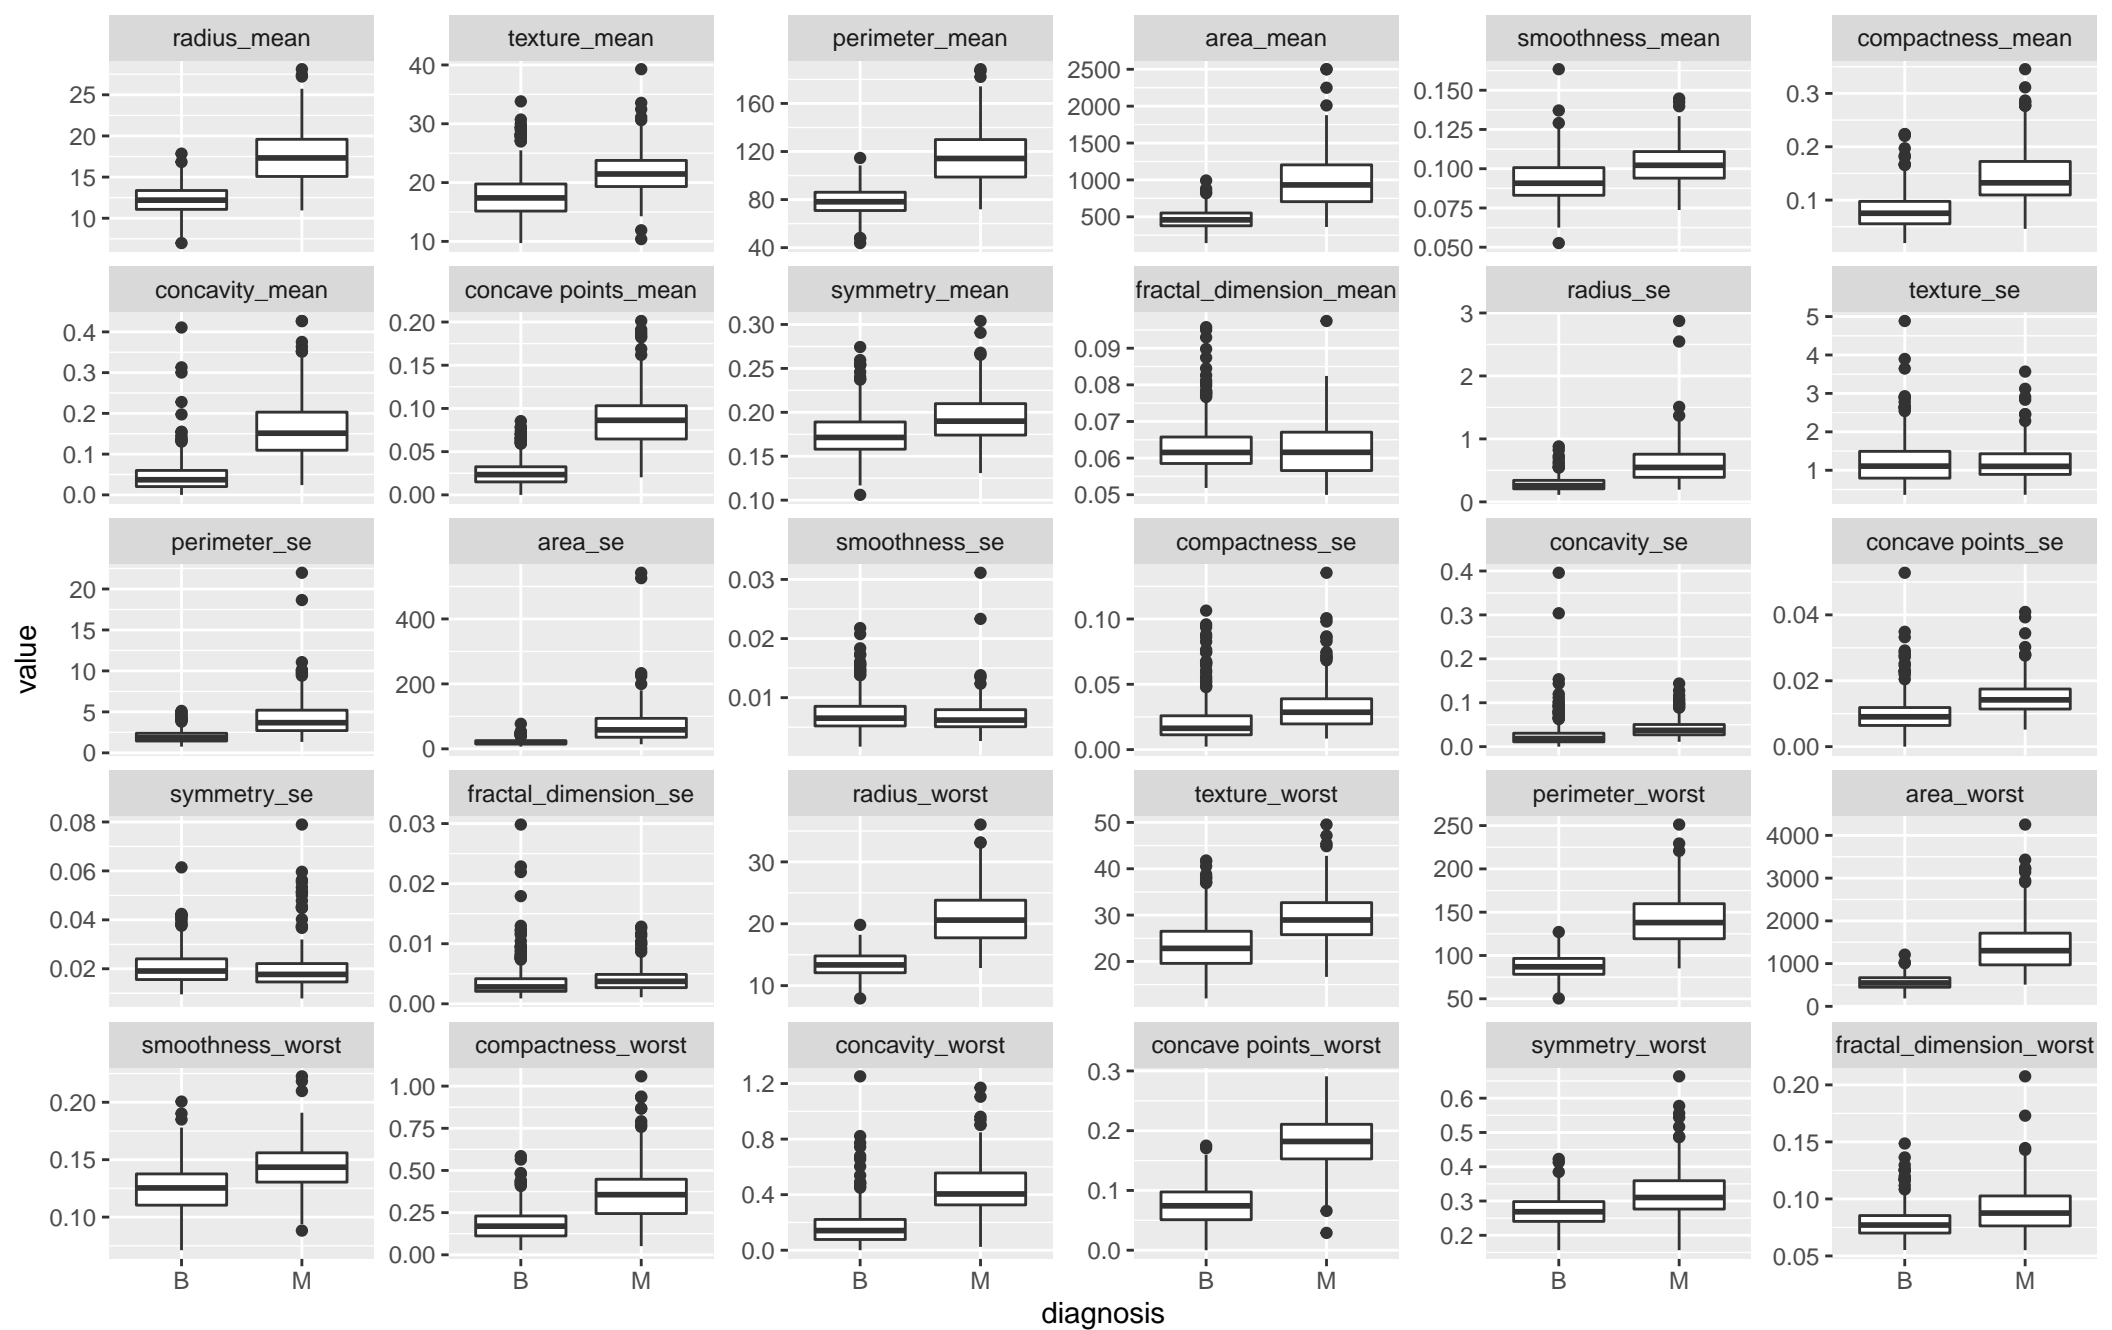 radius_mean texture_mean perimeter_mean area_mean smoothness_mean compactness_mean
25 20 15 10
40 30 20 10
160 120 80 40
2500 2000 1500 1000 500
0.150 0.125 0.100 0.075 0.050
0.3 0.2 0.1
concavity_mean concave points_mean symmetry_mean fractal_dimension_mean radius_se texture_se
0.4 0.3 0.2 0.1 0.0
0.20 0.15 0.10 0.05 0.00
0.30 0.25 0.20 0.15 0.10
0.09 0.08 0.07 0.06 0.05
3 2 1 0
5 4 3 2 1
perimeter_se area_se smoothness_se compactness_se concavity_se concave points_se
20 15 10 5 0
400 200 0
0.03 0.02 0.01
0.10 0.05 0.00
0.4 0.3 0.2 0.1 0.0
0.04 0.02 0.00
symmetry_se fractal_dimension_se radius_worst texture_worst perimeter_worst area_worst
0.08 0.06 0.04 0.02
0.03 0.02 0.01 0.00
30 20 10
50 40 30 20
250 200 150 100 50
4000 3000 2000 1000 0
smoothness_worst compactness_worst concavity_worst concave points_worst symmetry_worst fractal_dimension_worst
0.20 0.15 0.10
1.00 0.75 0.50 0.25 0.00
1.2 0.8 0.4 0.0
0.3 0.2 0.1 0.0
0.6 0.5 0.4 0.3 0.2
0.20 0.15 0.10 0.05
B M B M B M B M B M B M
diagnosis
value